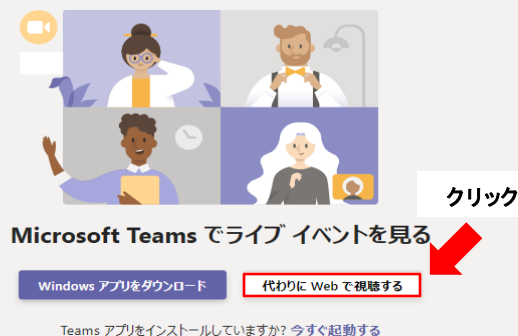 クリック
Microsoft Teams でライブ イベントを見る
Windows アプリをダウンロード
代わりに Web で視聴する
Teams アプリをインストールしていますか? 今すぐ起動する